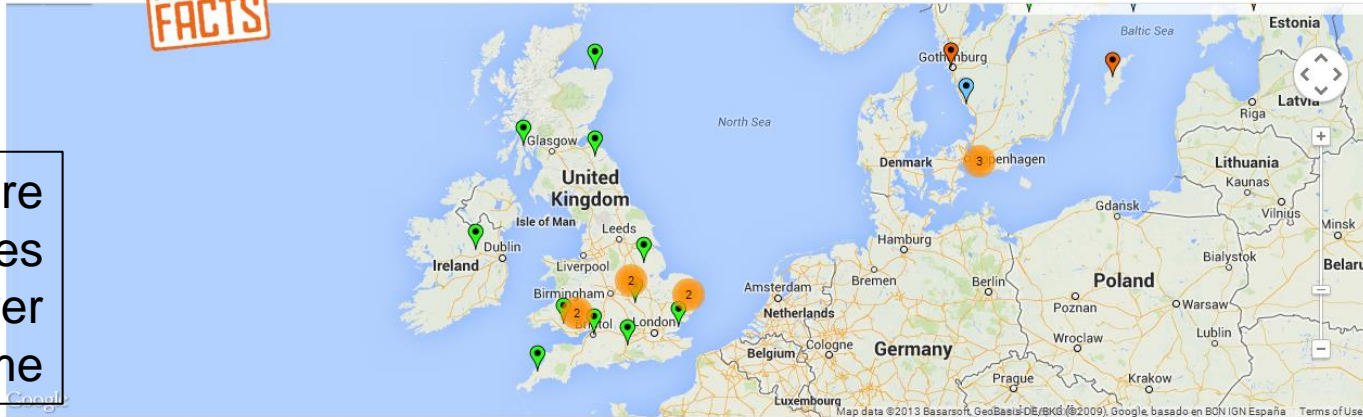 FACTS
re
es
er
ne
Estonia
Baltic Sea
Gothenburg
Latvia
Riga
North Sea
Glasgow
Denmark
3
penhagen
Lithuania
Kaunas
Vilnius
United
Kingdom
Isle of Man
Leeds
Dublin
Ireland
Liverpool
Gdańsk
Minsk
Hamburg
Bialystok
Belaru
2
Birmingham
2
2
Bristol
London
Amsterdam
Netherlands
Bremen
Berlin
Poland
Poznan
Warsaw
Lublin
Wroclaw
Belgium
Cologne
Germany
Prague
Krakow
Luxembourg
Google
Map data ©2013 Basarsoft, GeoBasis-DE/BKG (©2009), Google, basado en BCN IGN España
Terms of Use